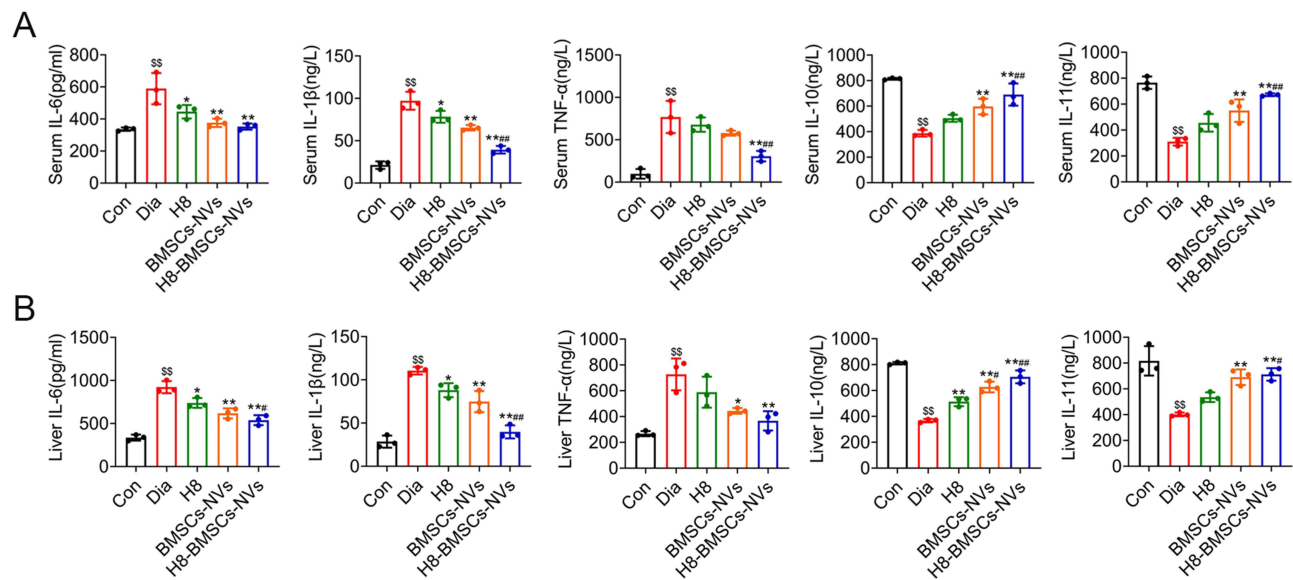 A
Serum IL-6(pg/ml)
800
600
400
200
0
$$
*
**
**
Con
Dia
H8
BMSCs-NVs
H8-BMSCs-NVs
Serum IL-1β(ng/L)
150
100
50
0
$$
*
**
**##
Con
Dia
H8
BMSCs-NVs
H8-BMSCs-NVs
Serum TNF-α(ng/L)
1500
1000
500
0
$$
**##
Con
Dia
H8
BMSCs-NVs
H8-BMSCs-NVs
Serum IL-10(ng/L)
1000
800
600
400
200
0
$$
**
**##
Con
Dia
H8
BMSCs-NVs
H8-BMSCs-NVs
Serum IL-11(ng/L)
1000
800
600
400
200
0
$$
**
**##
Con
Dia
H8
BMSCs-NVs
H8-BMSCs-NVs
B
Liver IL-6(pg/ml)
1500
1000
500
0
$$
*
**
**#
Con
Dia
H8
BMSCs-NVs
H8-BMSCs-NVs
Liver IL-1β(ng/L)
150
100
50
0
$$
*
**
**##
Con
Dia
H8
BMSCs-NVs
H8-BMSCs-NVs
Liver TNF-α(ng/L)
1000
800
600
400
200
0
$$
*
**
Con
Dia
H8
BMSCs-NVs
H8-BMSCs-NVs
Liver IL-10(ng/L)
1000
800
600
400
200
0
$$
**
**#
**##
Con
Dia
H8
BMSCs-NVs
H8-BMSCs-NVs
Liver IL-11(ng/L)
1000
800
600
400
200
0
$$
**
**#
Con
Dia
H8
BMSCs-NVs
H8-BMSCs-NVs